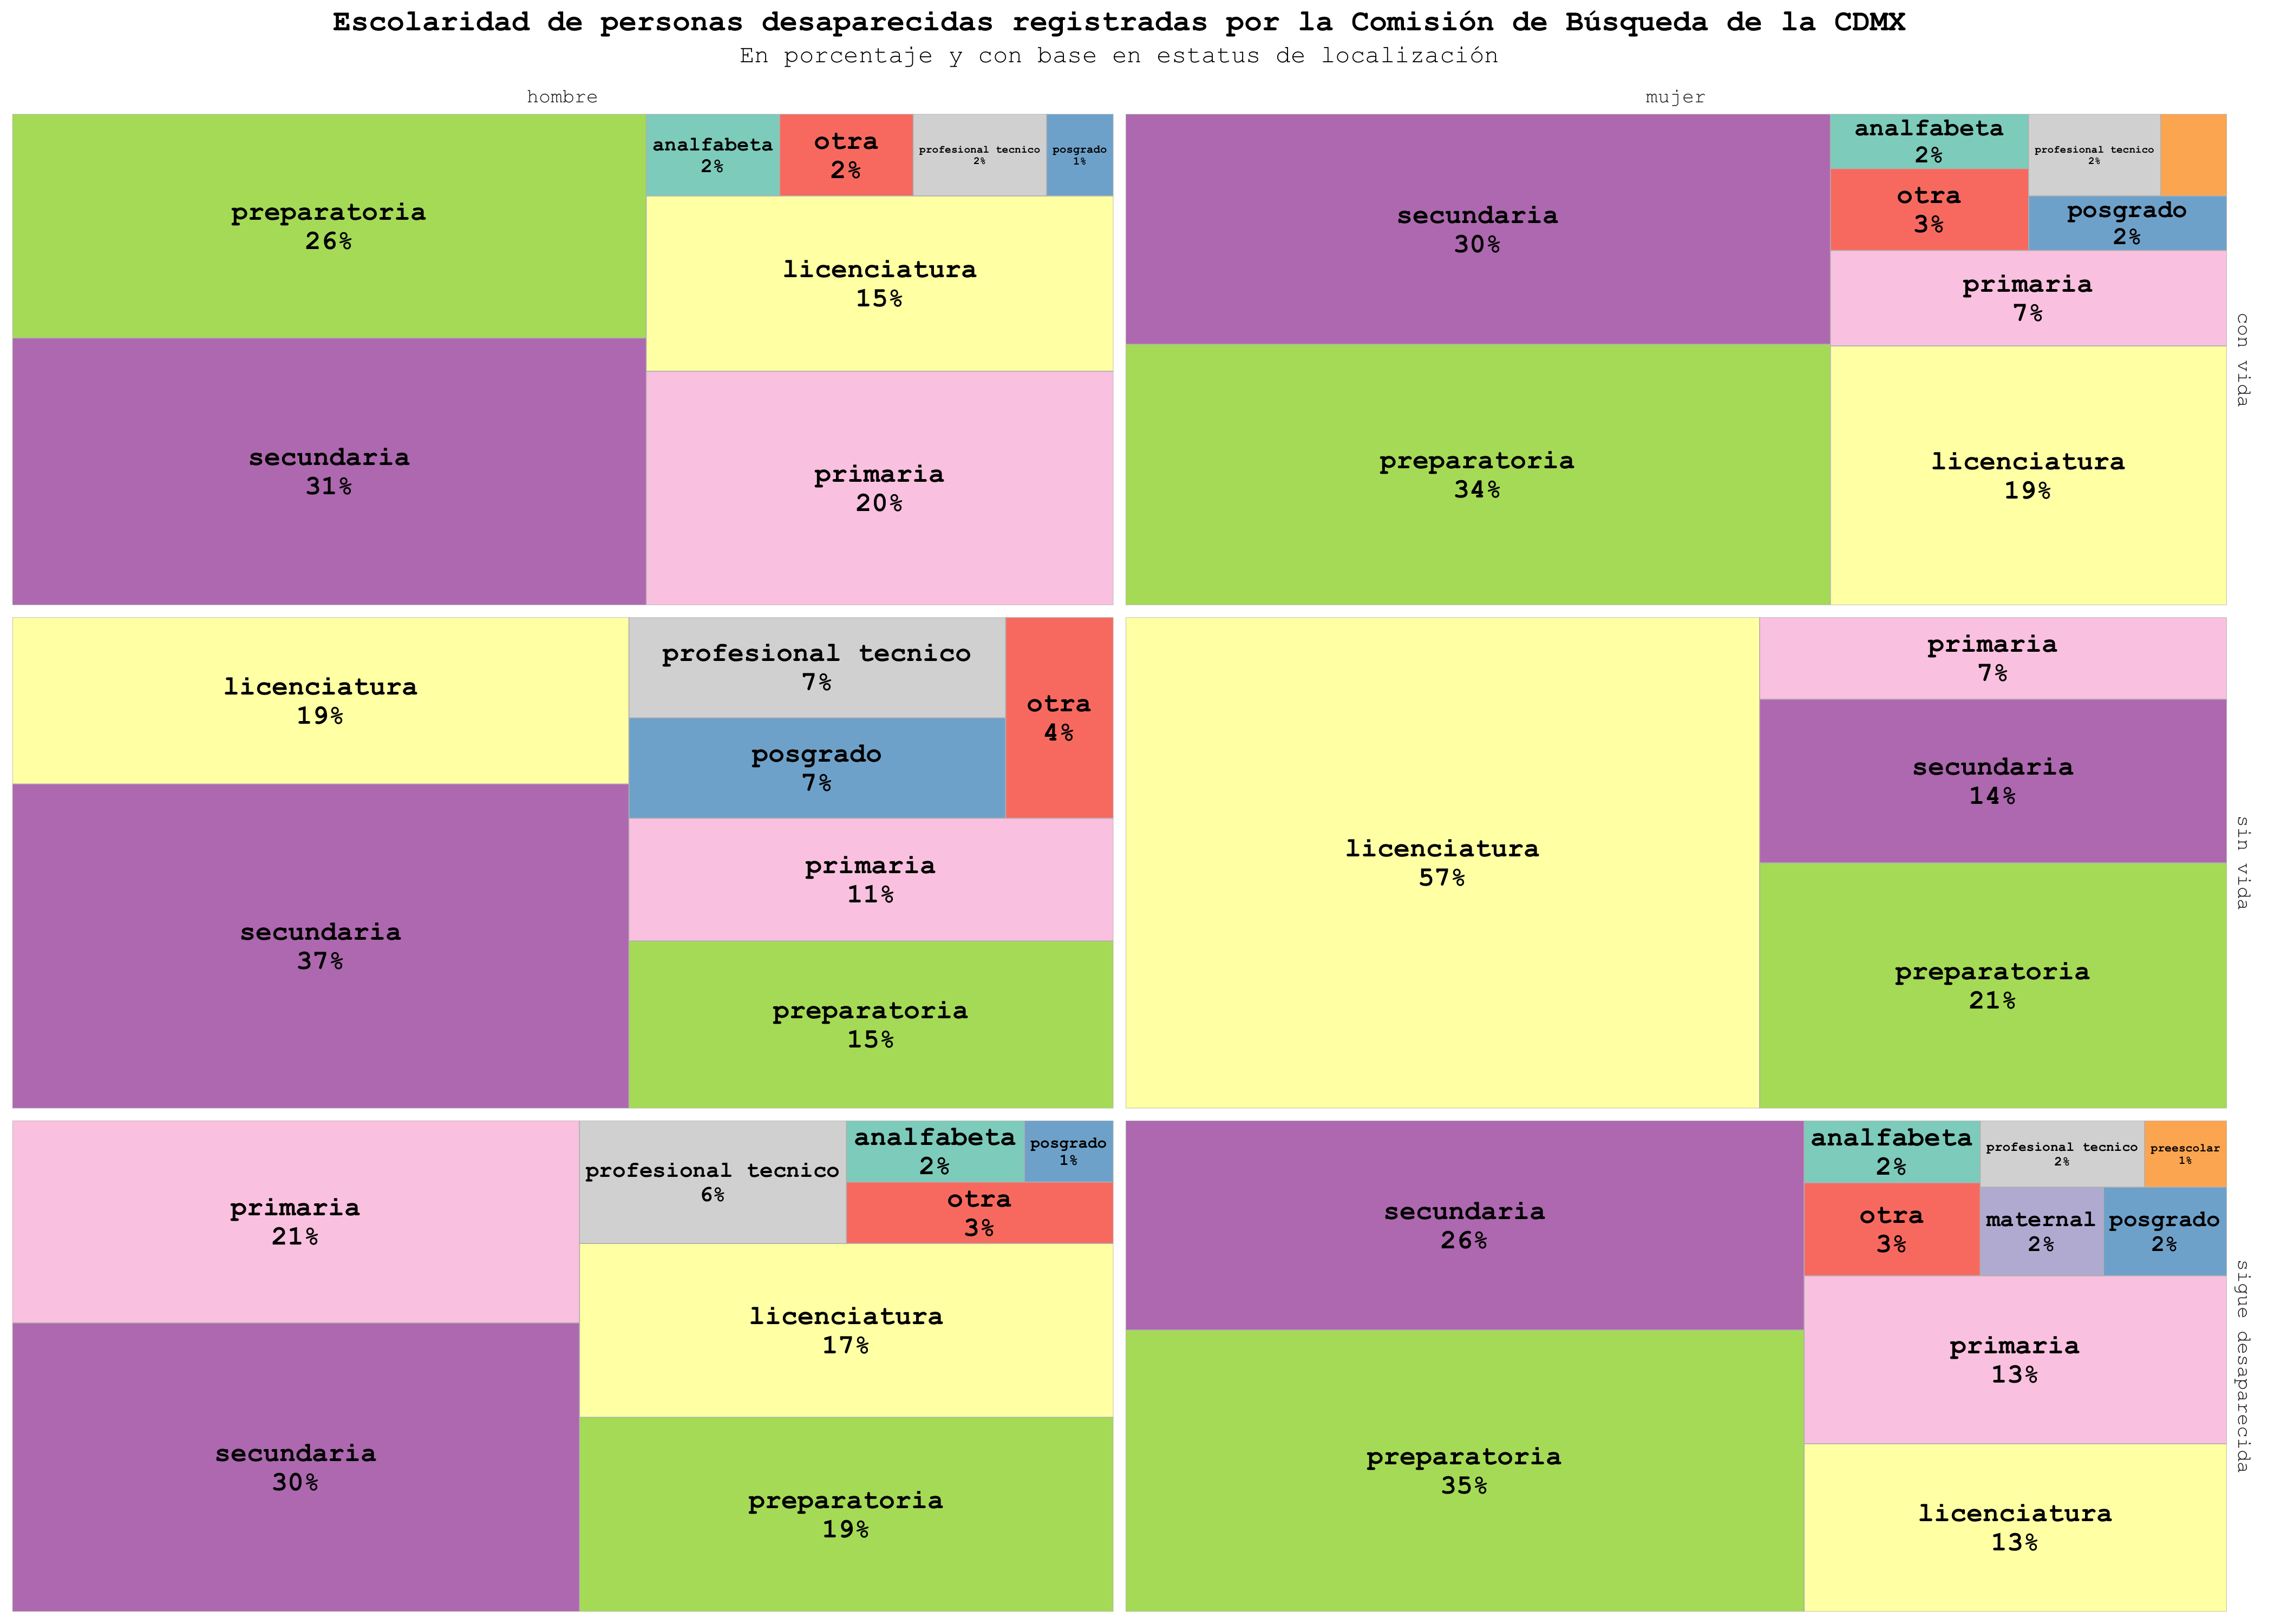 Escolaridad de personas desaparecidas registradas por la Comisión de Búsqueda de la CDMX
En porcentaje y con base en estatus de localización
hombre
mujer
preparatoria
26%
analfabeta
2%
otra
2%
profesional tecnico
2%
posgrado
1%
licenciatura
15%
secundaria
31%
primaria
20%
secundaria
30%
analfabeta
2%
otra
3%
profesional tecnico
2%
posgrado
2%
primaria
7%
preparatoria
34%
licenciatura
19%
con vida
licenciatura
19%
profesional tecnico
7%
posgrado
7%
otra
4%
primaria
11%
secundaria
37%
preparatoria
15%
licenciatura
57%
primaria
7%
secundaria
14%
preparatoria
21%
sin vida
primaria
21%
profesional tecnico
6%
analfabeta
2%
posgrado
1%
otra
3%
licenciatura
17%
secundaria
30%
preparatoria
19%
secundaria
26%
analfabeta
2%
profesional tecnico
2%
preescolar
1%
otra
3%
maternal
2%
posgrado
2%
primaria
13%
preparatoria
35%
licenciatura
13%
sigue desaparecida